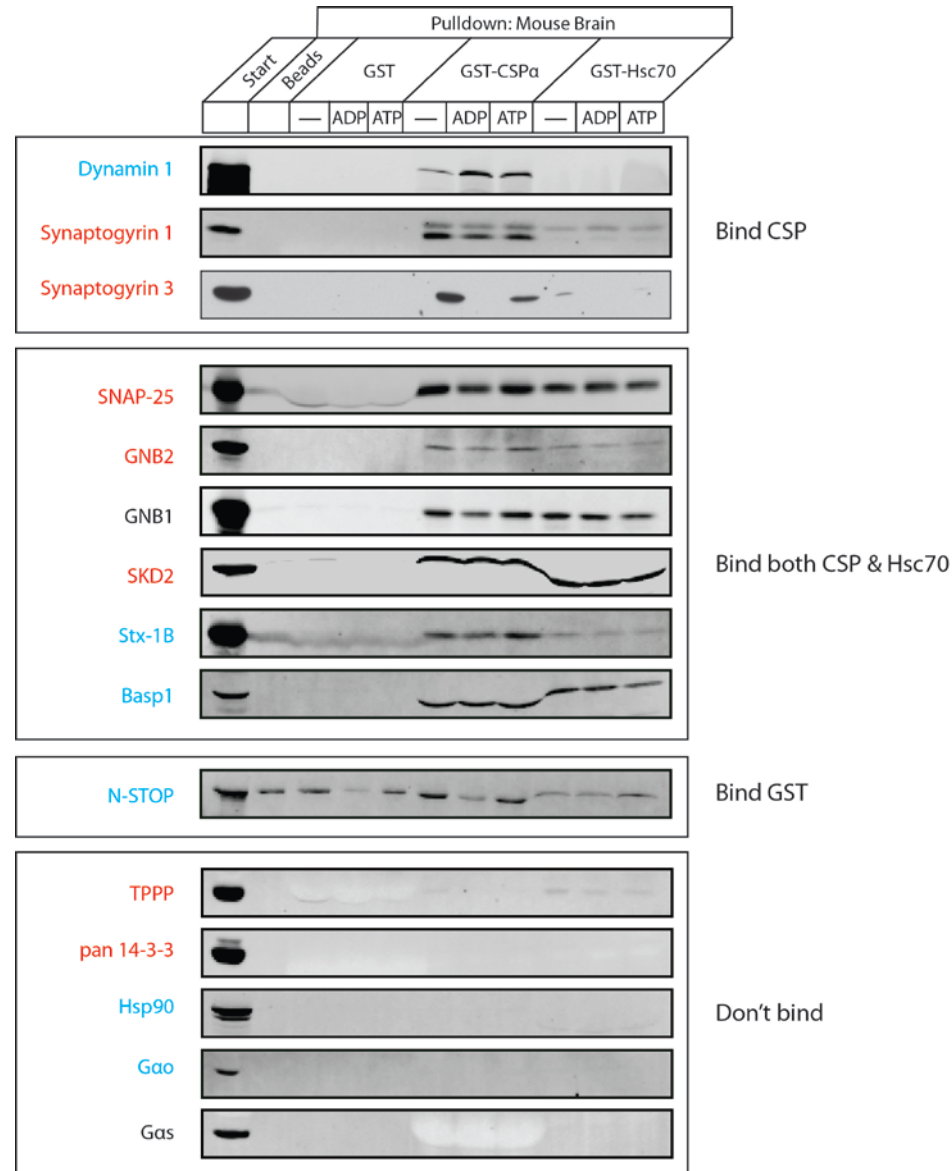 Pulldown: Mouse Brain
Start
Beads
GST
GST-CSPα
GST-Hsc70
— ADP ATP — ADP ATP — ADP ATP
Dynamin 1
Synaptogyrin 1
Bind CSP
Synaptogyrin 3
SNAP-25
GNB2
GNB1
SKD2
Bind both CSP & Hsc70
Stx-1B
Basp1
N-STOP
Bind GST
TPPP
pan 14-3-3
Hsp90
Don't bind
Gαo
Gαs